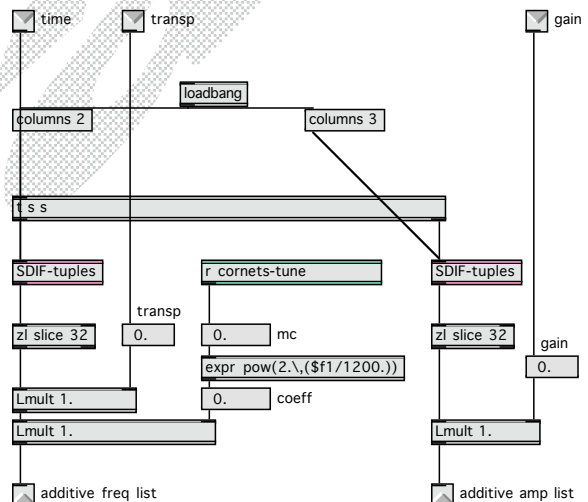 time
transp
gain
loadbang
columns 2
columns 3
t s s
SDIF-tuples
r cornets-tune
SDIF-tuples
transp
zl slice 32
0.
0.
mc
zl slice 32
gain
expr pow(2.\,($f1/1200.))
0.
Lmult 1.
0.
coeff
Lmult 1.
Lmult 1.
additive freq list
additive amp list